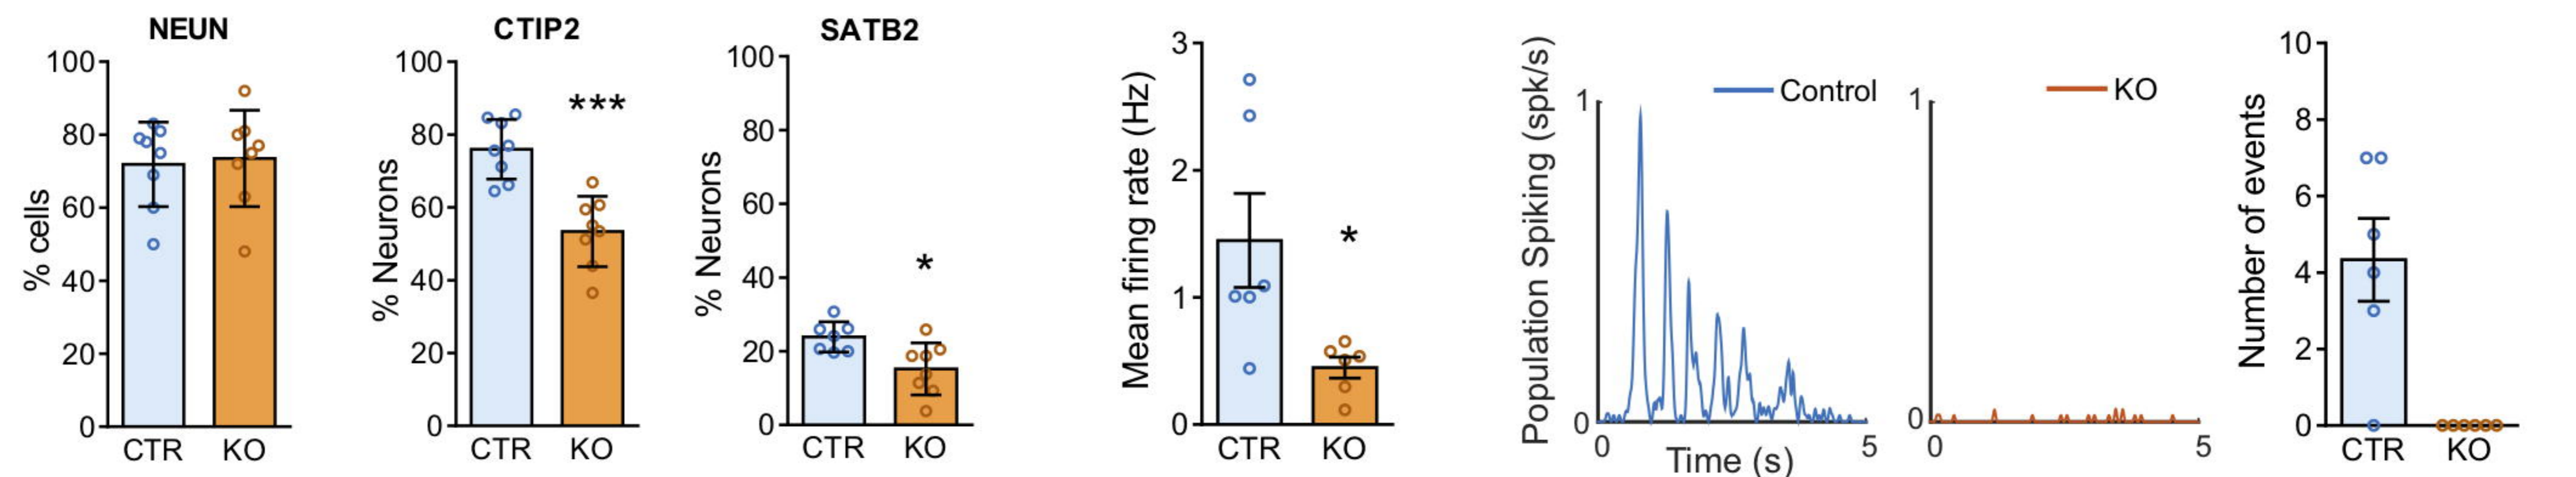 NEUN
% cells
100
80
60
40
20
0
CTR KO
CTIP2
% Neurons
100
80
60
40
20
0
***
CTR KO
SATB2
% Neurons
100
80
60
40
20
0
*
CTR KO
Mean firing rate (Hz)
3
2
1
0
*
CTR KO
Population Spiking (spk/s)
1
0
Control
0
5
Time (s)
1
0
KO
0
5
Number of events
10
8
6
4
2
0
CTR KO